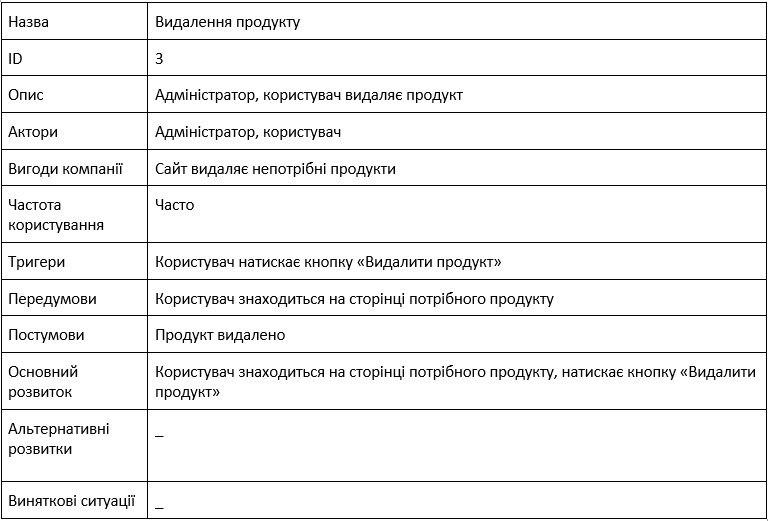 Назва Видалення продукту
ID 3
Опис Адміністратор, користувач видаляє продукт
Актори Адміністратор, користувач
Вигоди компанії Сайт видаляє непотрібні продукти
Частота Часто
користування
Тригери Користувач натискає кнопку «Видалити продукт»
Передумови Користувач знаходиться на сторінці потрібного продукту
Постумови Продукт видалено
Основний Користувач знаходиться на сторінці потрібного продукту, натискає кнопку «Видалити
розвиток продукт»
Альтернативні _
розвитки
Виняткові ситуації _